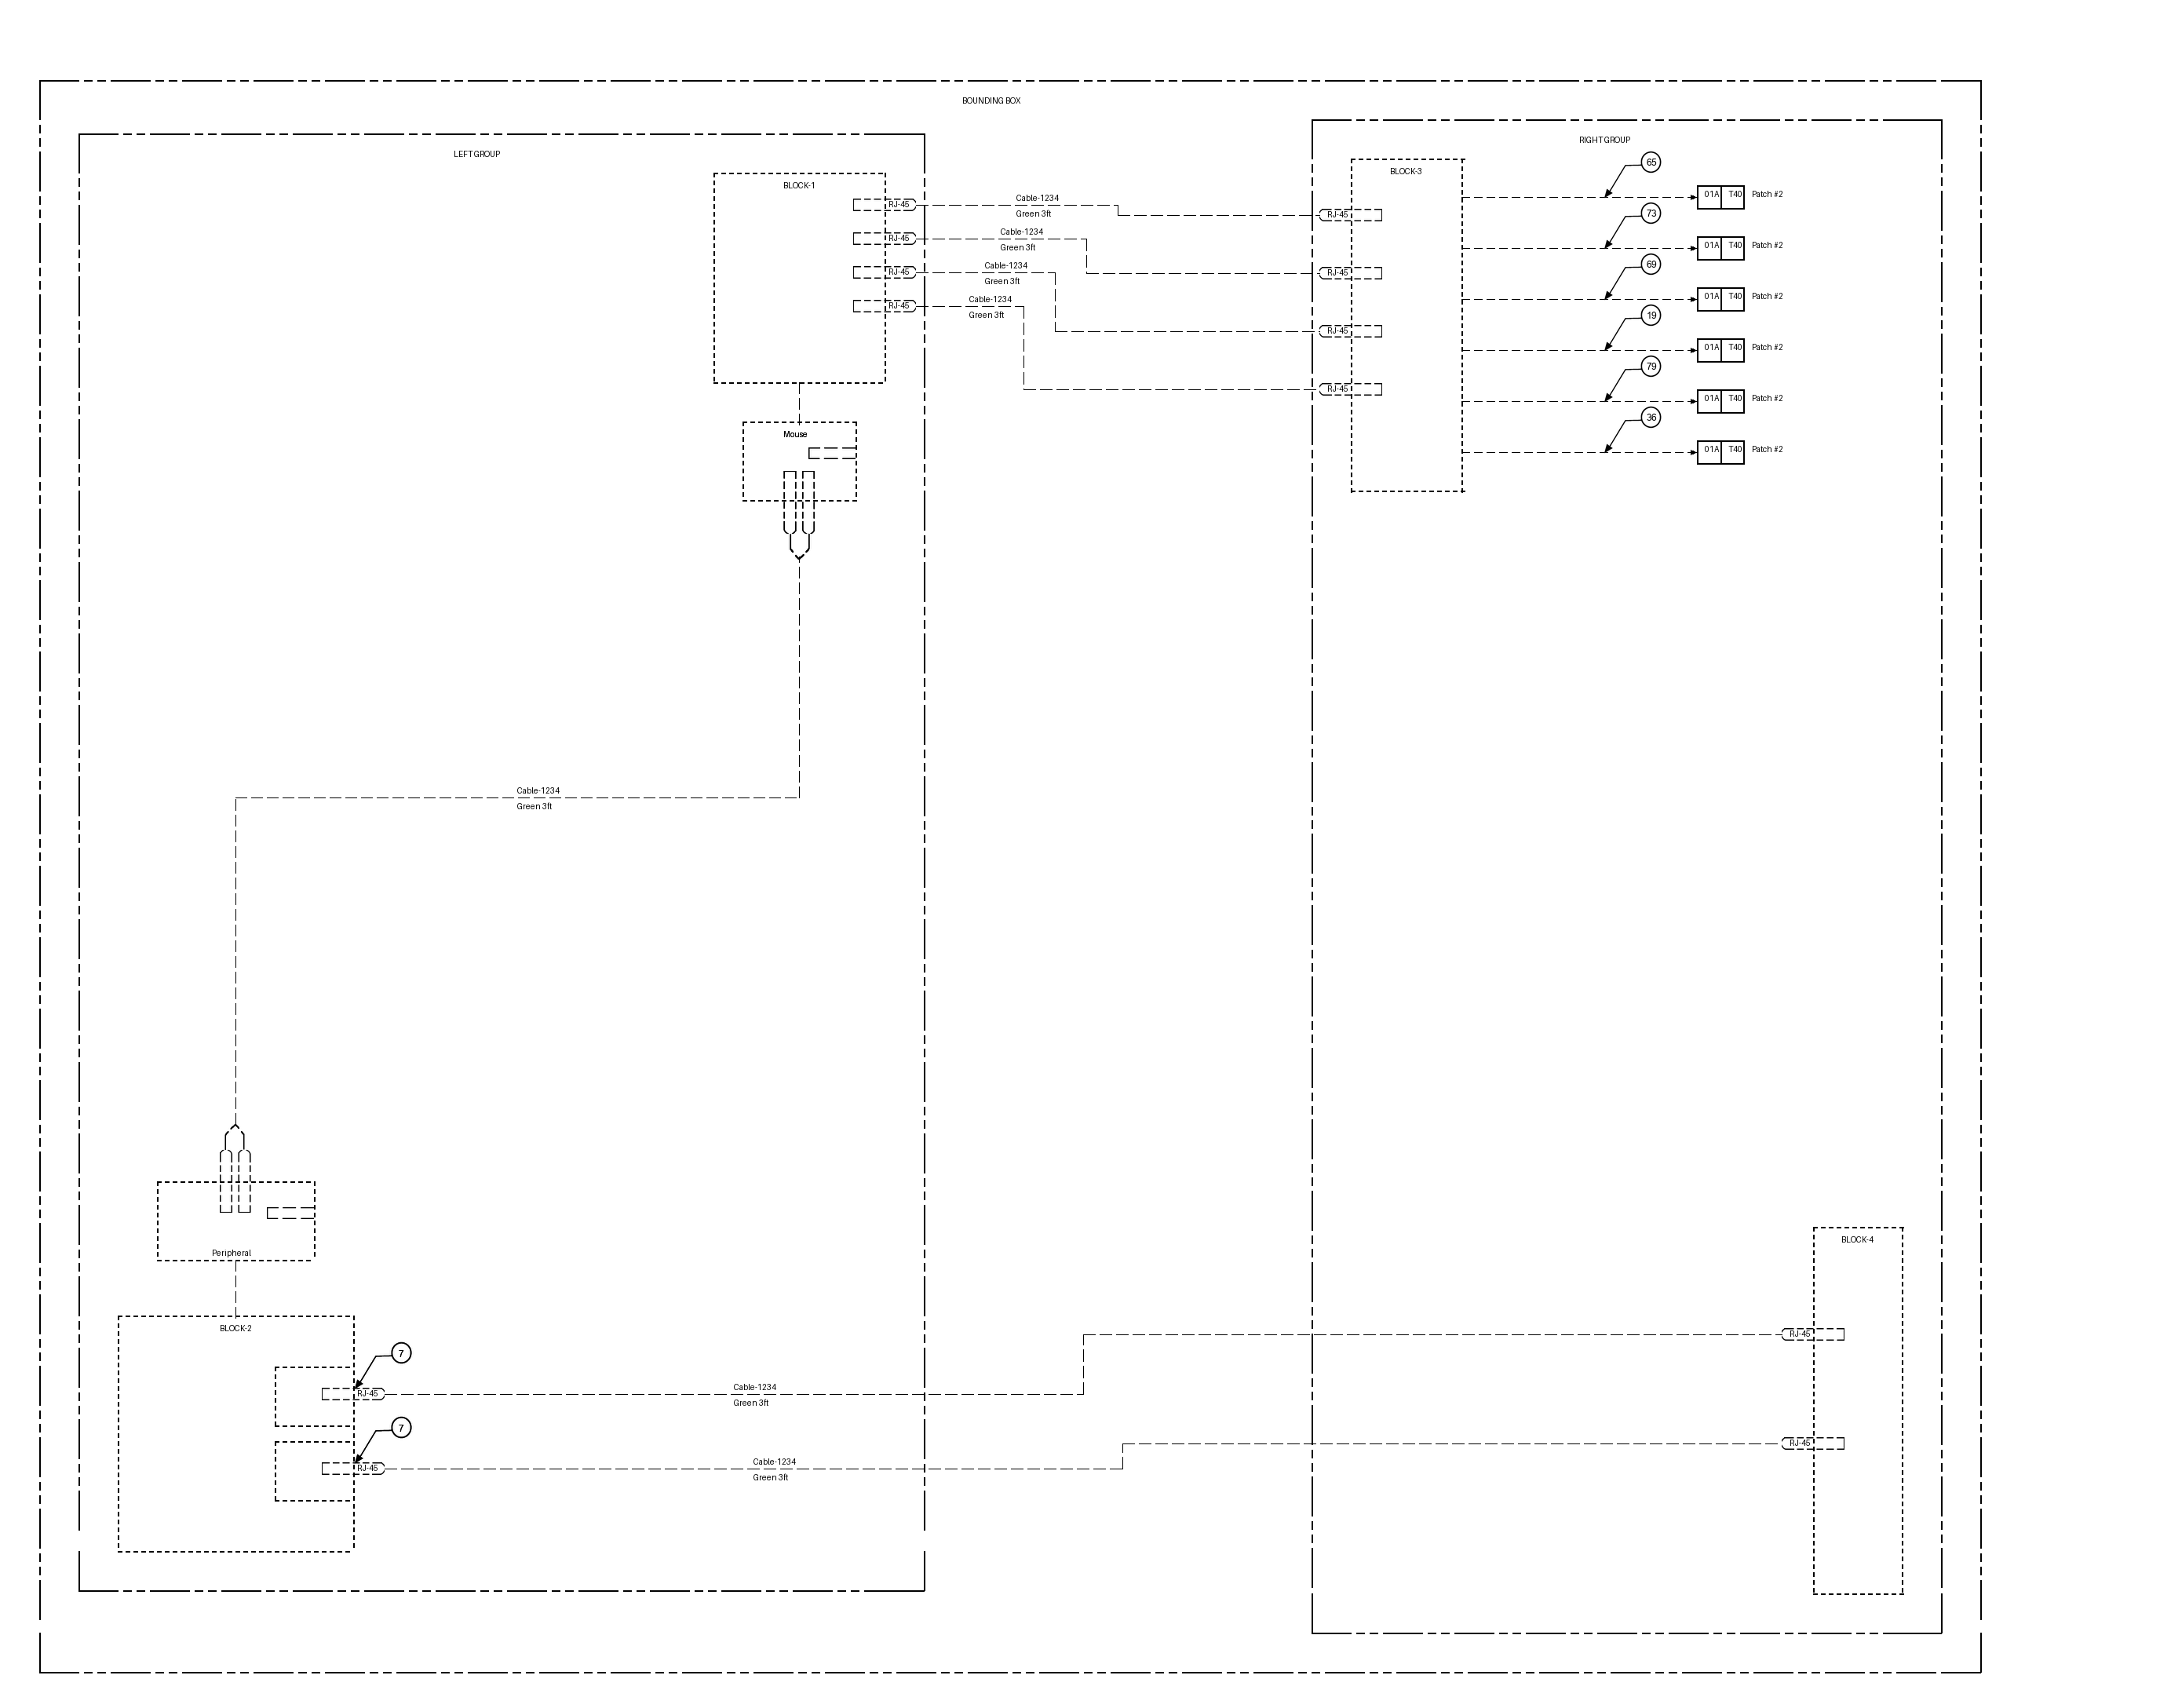 BOUNDING BOX
LEFT GROUP
RIGHT GROUP
BLOCK-1
RJ-45
RJ-45
RJ-45
RJ-45
Cable-1234
Green 3ft
Cable-1234
Green 3ft
Cable-1234
Green 3ft
Cable-1234
Green 3ft
BLOCK-3
RJ-45
RJ-45
RJ-45
RJ-45
65
01A T40 Patch #2
73
01A T40 Patch #2
69
01A T40 Patch #2
19
01A T40 Patch #2
79
01A T40 Patch #2
36
01A T40 Patch #2
Mouse
Cable-1234
Green 3ft
Peripheral
BLOCK-2
7
RJ-45
Cable-1234
Green 3ft
7
RJ-45
Cable-1234
Green 3ft
BLOCK-4
RJ-45
RJ-45